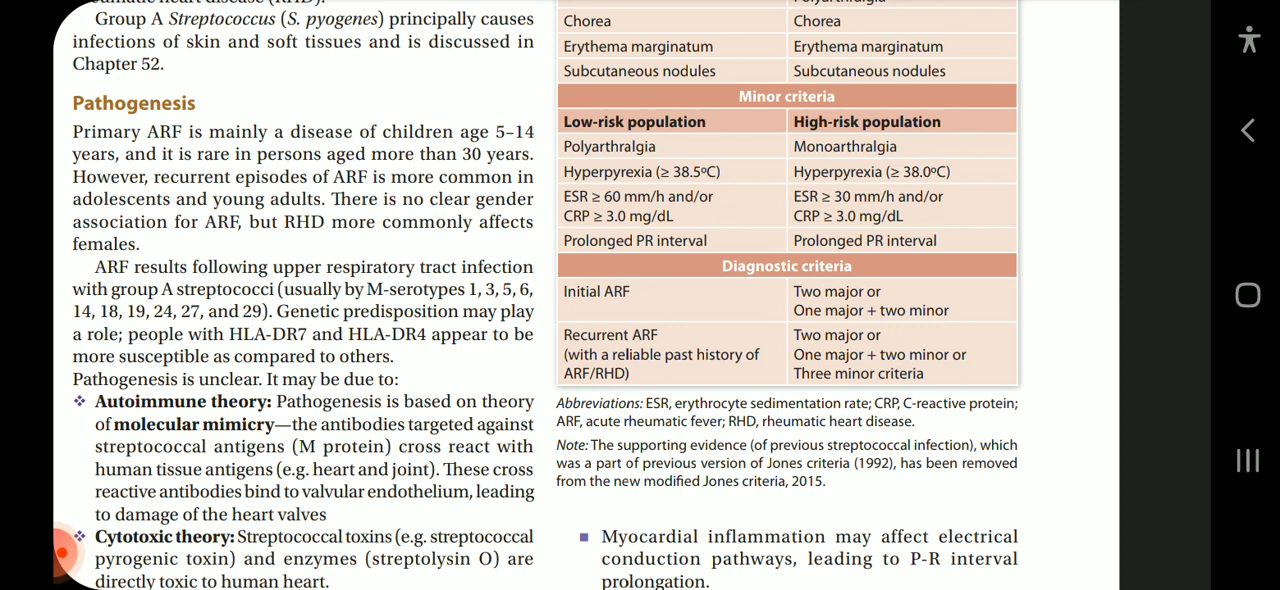 Group A Streptococcus (S. pyogenes) principally causes
infections of skin and soft tissues and is discussed in
Chapter 52.
Pathogenesis
Primary ARF is mainly a disease of children age 5–14
years, and it is rare in persons aged more than 30 years.
However, recurrent episodes of ARF is more common in
adolescents and young adults. There is no clear gender
association for ARF, but RHD more commonly affects
females.
ARF results following upper respiratory tract infection
with group A streptococci (usually by M-serotypes 1, 3, 5, 6,
14, 18, 19, 24, 27, and 29). Genetic predisposition may play
a role; people with HLA-DR7 and HLA-DR4 appear to be
more susceptible as compared to others.
Pathogenesis is unclear. It may be due to:
❖ Autoimmune theory: Pathogenesis is based on theory
of molecular mimicry—the antibodies targeted against
streptococcal antigens (M protein) cross react with
human tissue antigens (e.g. heart and joint). These cross
reactive antibodies bind to valvular endothelium, leading
to damage of the heart valves
❖ Cytotoxic theory: Streptococcal toxins (e.g. streptococcal
pyrogenic toxin) and enzymes (streptolysin O) are
directly toxic to human heart.
Chorea Chorea
Erythema marginatum Erythema marginatum
Subcutaneous nodules Subcutaneous nodules
Minor criteria
Low-risk population High-risk population
Polyarthralgia Monoarthralgia
Hyperpyrexia (≥ 38.5ºC) Hyperpyrexia (≥ 38.0ºC)
ESR ≥ 60 mm/h and/or ESR ≥ 30 mm/h and/or
CRP ≥ 3.0 mg/dL CRP ≥ 3.0 mg/dL
Prolonged PR interval Prolonged PR interval
Diagnostic criteria
Initial ARF Two major or
One major + two minor
Recurrent ARF Two major or
(with a reliable past history of One major + two minor or
ARF/RHD) Three minor criteria
Abbreviations: ESR, erythrocyte sedimentation rate; CRP, C-reactive protein;
ARF, acute rheumatic fever; RHD, rheumatic heart disease.
Note: The supporting evidence (of previous streptococcal infection), which
was a part of previous version of Jones criteria (1992), has been removed
from the new modified Jones criteria, 2015.
■ Myocardial inflammation may affect electrical
conduction pathways, leading to P-R interval
prolongation.